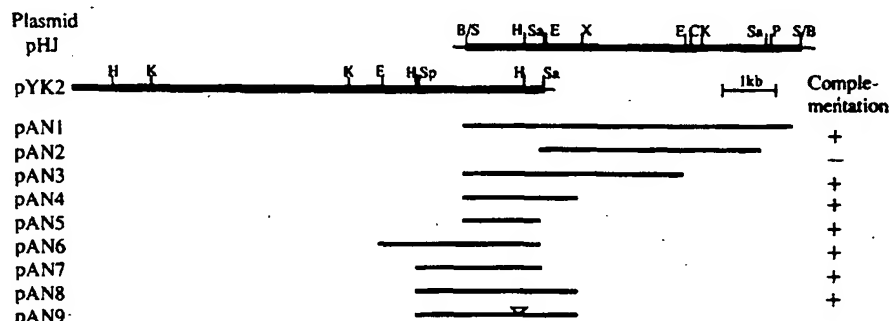 Plasmid
pHJ
B/S H Sa E X E C K Sa P S/B
pYK2
H K K E H Sp H Sa
1kb
Comple-
mentation
pAN1 +
pAN2 −
pAN3 +
pAN4 +
pAN5 +
pAN6 +
pAN7 +
pAN8 +
pAN9